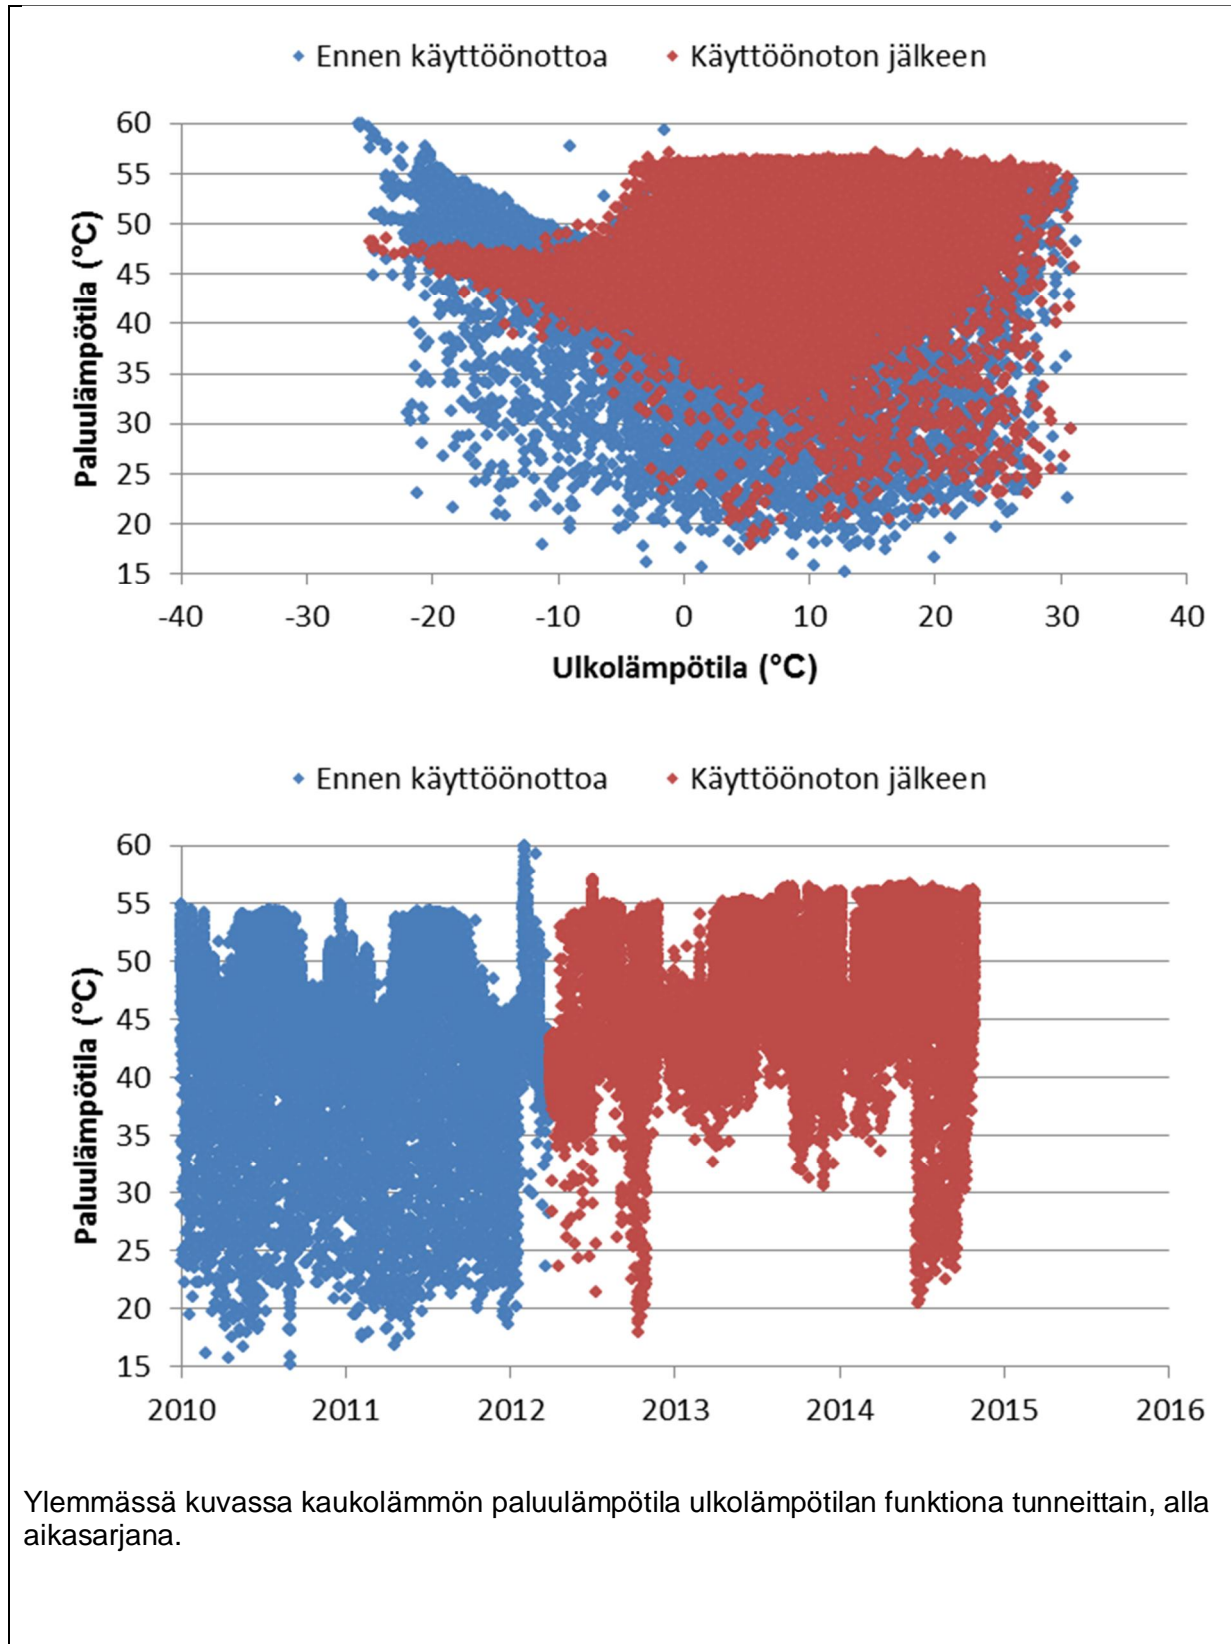 Ennen käyttöönottoa Käyttöönoton jälkeen
60
55
50
45
40
35
30
25
20
15
Paluulämpötila (°C)
-40 -30 -20 -10 0 10 20 30 40
Ulkolämpötila (°C)
Ennen käyttöönottoa Käyttöönoton jälkeen
60
55
50
45
40
35
30
25
20
15
Paluulämpötila (°C)
2010 2011 2012 2013 2014 2015 2016
Ylemmässä kuvassa kaukolämmön paluulämpötila ulkolämpötilan funktiona tunneittain, alla
aikasarjana.